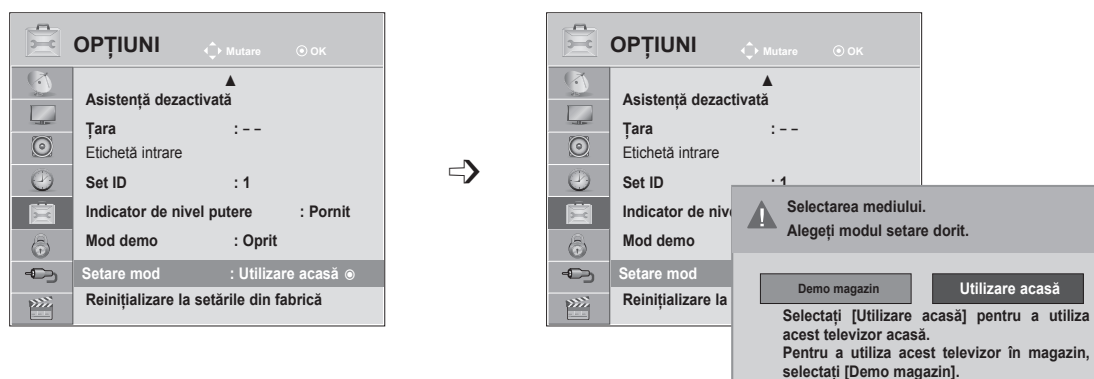 OPȚIUNI Mutare OK
Asistență dezactivată
Țara : – –
Etichetă intrare
Set ID : 1
Indicator de nivel putere : Pornit
Mod demo : Oprit
Setare mod : Utilizare acasă
Reinițializare la setările din fabrică
OPȚIUNI Mutare OK
Asistență dezactivată
Țara : – –
Etichetă intrare
Set ID : 1
Indicator de
Mod demo
Setare mod
Reinițializare la
Selectarea mediului.
Alegeți modul setare dorit.
Demo magazin Utilizare acasă
Selectați [Utilizare acasă] pentru a utiliza
acest televizor acasă.
Pentru a utiliza acest televizor în magazin,
selectați [Demo magazin].